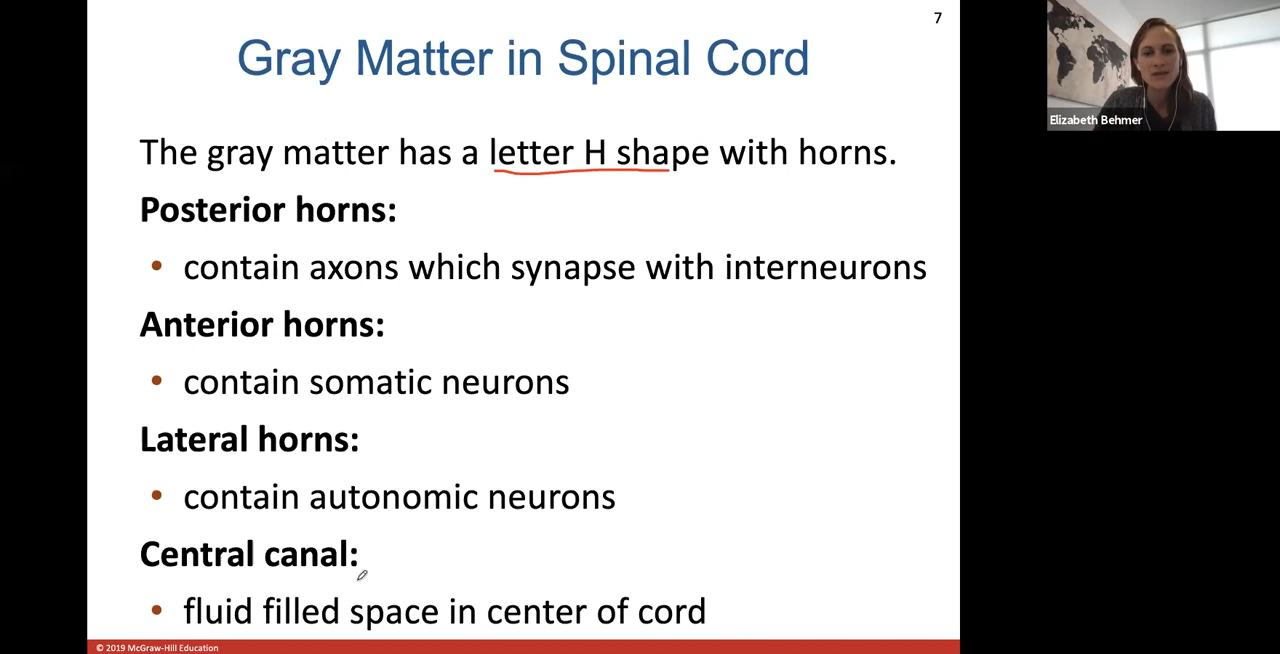 7
Gray Matter in Spinal Cord
Elizabeth Behmer
The gray matter has a letter H shape with horns.
Posterior horns:
• contain axons which synapse with interneurons
Anterior horns:
• contain somatic neurons
Lateral horns:
• contain autonomic neurons
Central canal:
• fluid filled space in center of cord
© 2019 McGraw-Hill Education